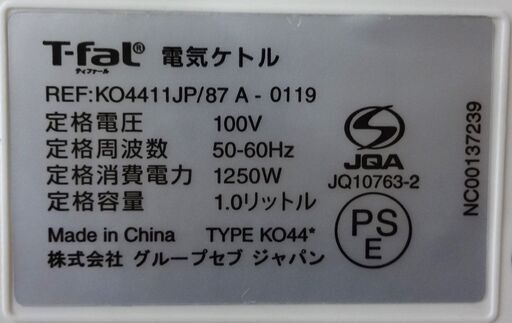 T-fal® 電気ケトル
ティファール
REF:KO4411JP/87 A - 0119
定格電圧 100V
定格周波数 50-60Hz
定格消費電力 1250W
定格容量 1.0リットル
Made in China TYPE KO44*
株式会社 グループセブ ジャパン
S
JQA
JQ10763-2
PS
E
NC00137239